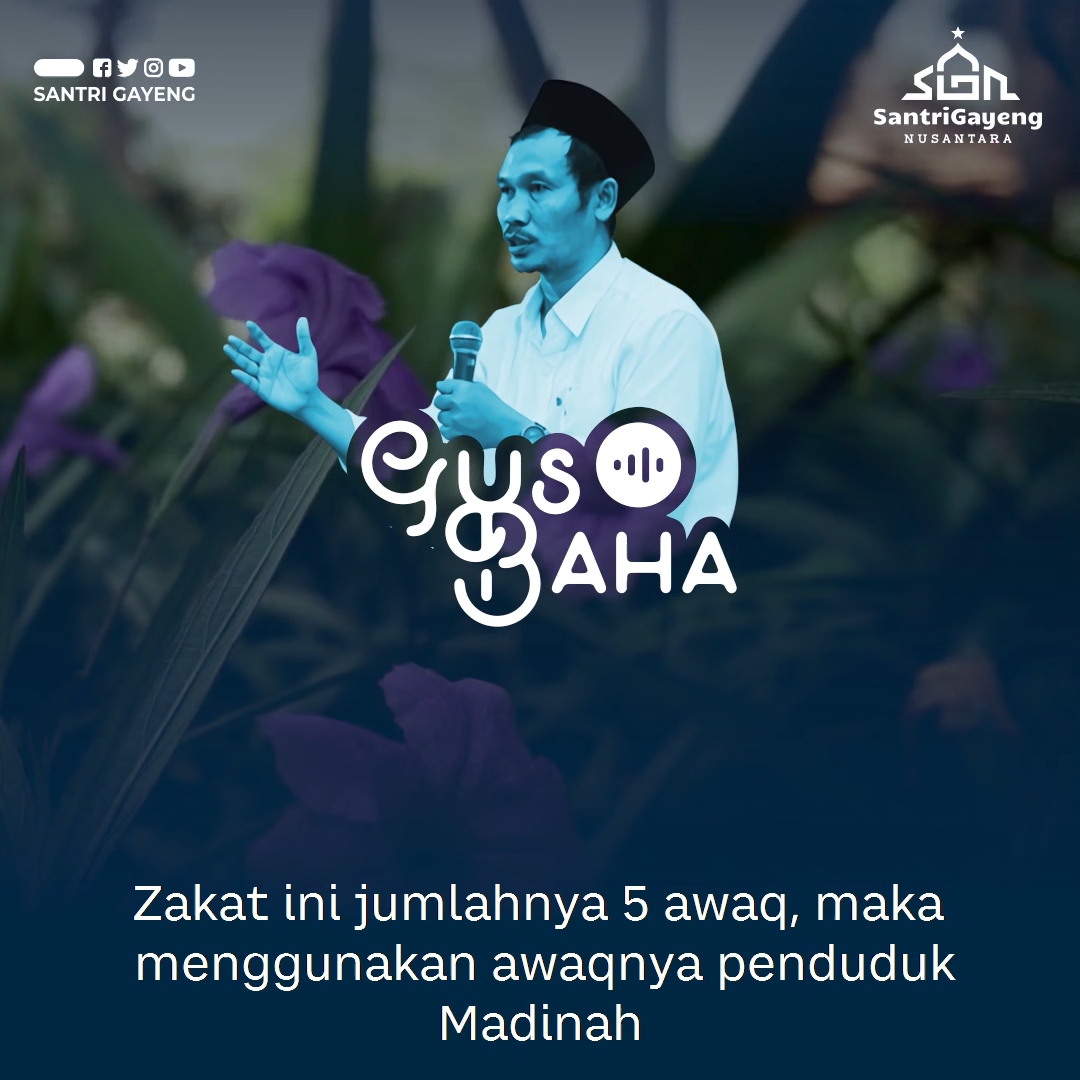 SANTRI GAYENG
SantriGayeng
NUSANTARA
Gus
BAHA
Zakat ini jumlahnya 5 awaq, maka
menggunakan awaqnya penduduk
Madinah